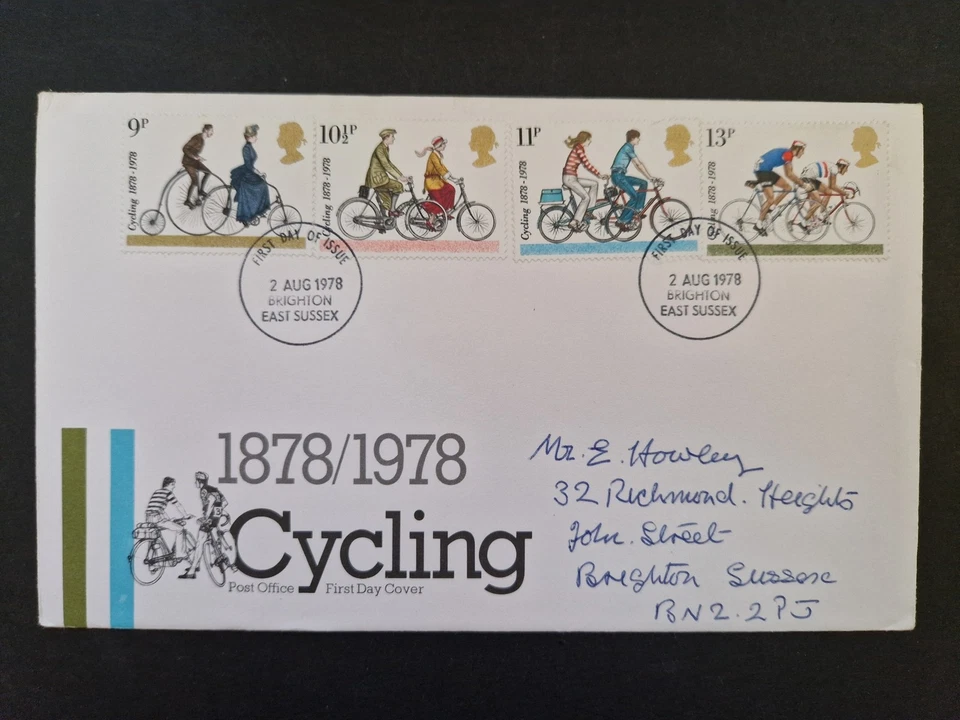 9P
Cycling 1878-1978
10½P
Cycling 1878-1978
11P
Cycling 1878-1978
13P
Cycling 1878-1978
FIRST DAY OF ISSUE
2 AUG 1978
BRIGHTON
EAST SUSSEX
FIRST DAY OF ISSUE
2 AUG 1978
BRIGHTON
EAST SUSSEX
1878/1978
Cycling
Post Office First Day Cover
Mr. E. Howley
32 Richmond. Heights
John. Street
Brighton Sussex
BN2.2PJ